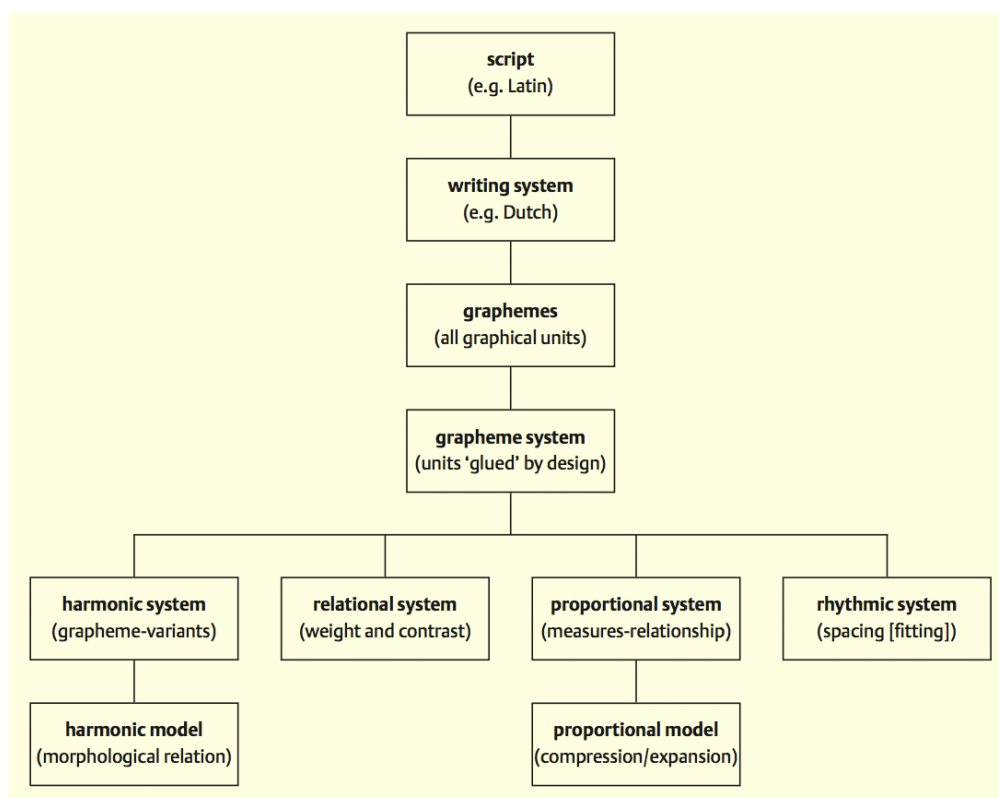 script
(e.g. Latin)
writing system
(e.g. Dutch)
graphemes
(all graphical units)
grapheme system
(units ‘glued’ by design)
harmonic system
(grapheme-variants)
relational system
(weight and contrast)
proportional system
(measures-relationship)
rhythmic system
(spacing [fitting])
harmonic model
(morphological relation)
proportional model
(compression/expansion)